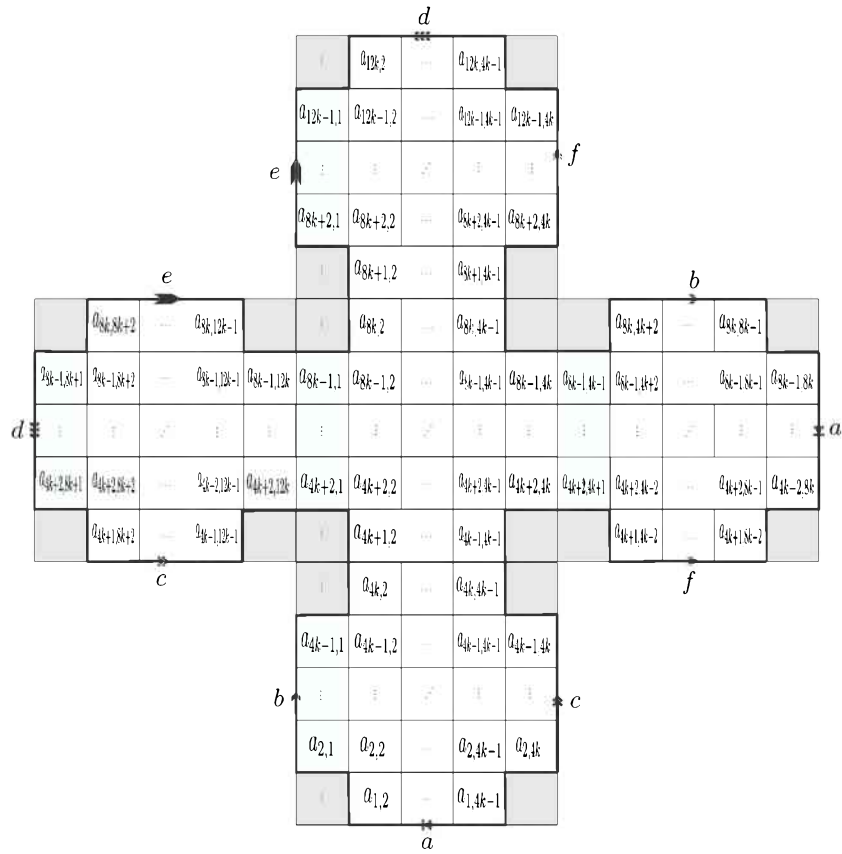 d
a_{12k,2} ... a_{12k,4k-1}
a_{12k-1,1} a_{12k-1,2} ... a_{12k-1,4k-1} a_{12k-1,4k}
e f
a_{8k+2,1} a_{8k+2,2} ... a_{8k+2,4k-1} a_{8k+2,4k}
a_{8k+1,2} ... a_{8k+1,4k-1}
e b
a_{8k,8k+2} ... a_{8k,12k-1} a_{8k,2} ... a_{8k,4k-1} a_{8k,4k+2} ... a_{8k,8k-1}
a_{8k-1,8k+1} a_{8k-1,8k+2} ... a_{8k-1,12k-1} a_{8k-1,12k} a_{8k-1,1} a_{8k-1,2} ... a_{8k-1,4k-1} a_{8k-1,4k} a_{8k-1,4k-1} a_{8k-1,4k+2} ... a_{8k-1,8k-1} a_{8k-1,8k}
d a
a_{4k+2,8k+1} a_{4k+2,8k+2} ... a_{4k-2,12k-1} a_{4k+2,12k} a_{4k+2,1} a_{4k+2,2} ... a_{4k+2,4k-1} a_{4k+2,4k} a_{4k+2,4k+1} a_{4k+2,4k-2} ... a_{4k+2,8k-1} a_{4k-2,8k}
a_{4k+1,8k+2} ... a_{4k-1,12k-1} a_{4k+1,2} ... a_{4k-1,4k-1} a_{4k+1,4k-2} ... a_{4k+1,8k-2}
c f
a_{4k,2} ... a_{4k,4k-1}
a_{4k-1,1} a_{4k-1,2} ... a_{4k-1,4k-1} a_{4k-1,4k}
b c
a_{2,1} a_{2,2} ... a_{2,4k-1} a_{2,4k}
a_{1,2} ... a_{1,4k-1}
a